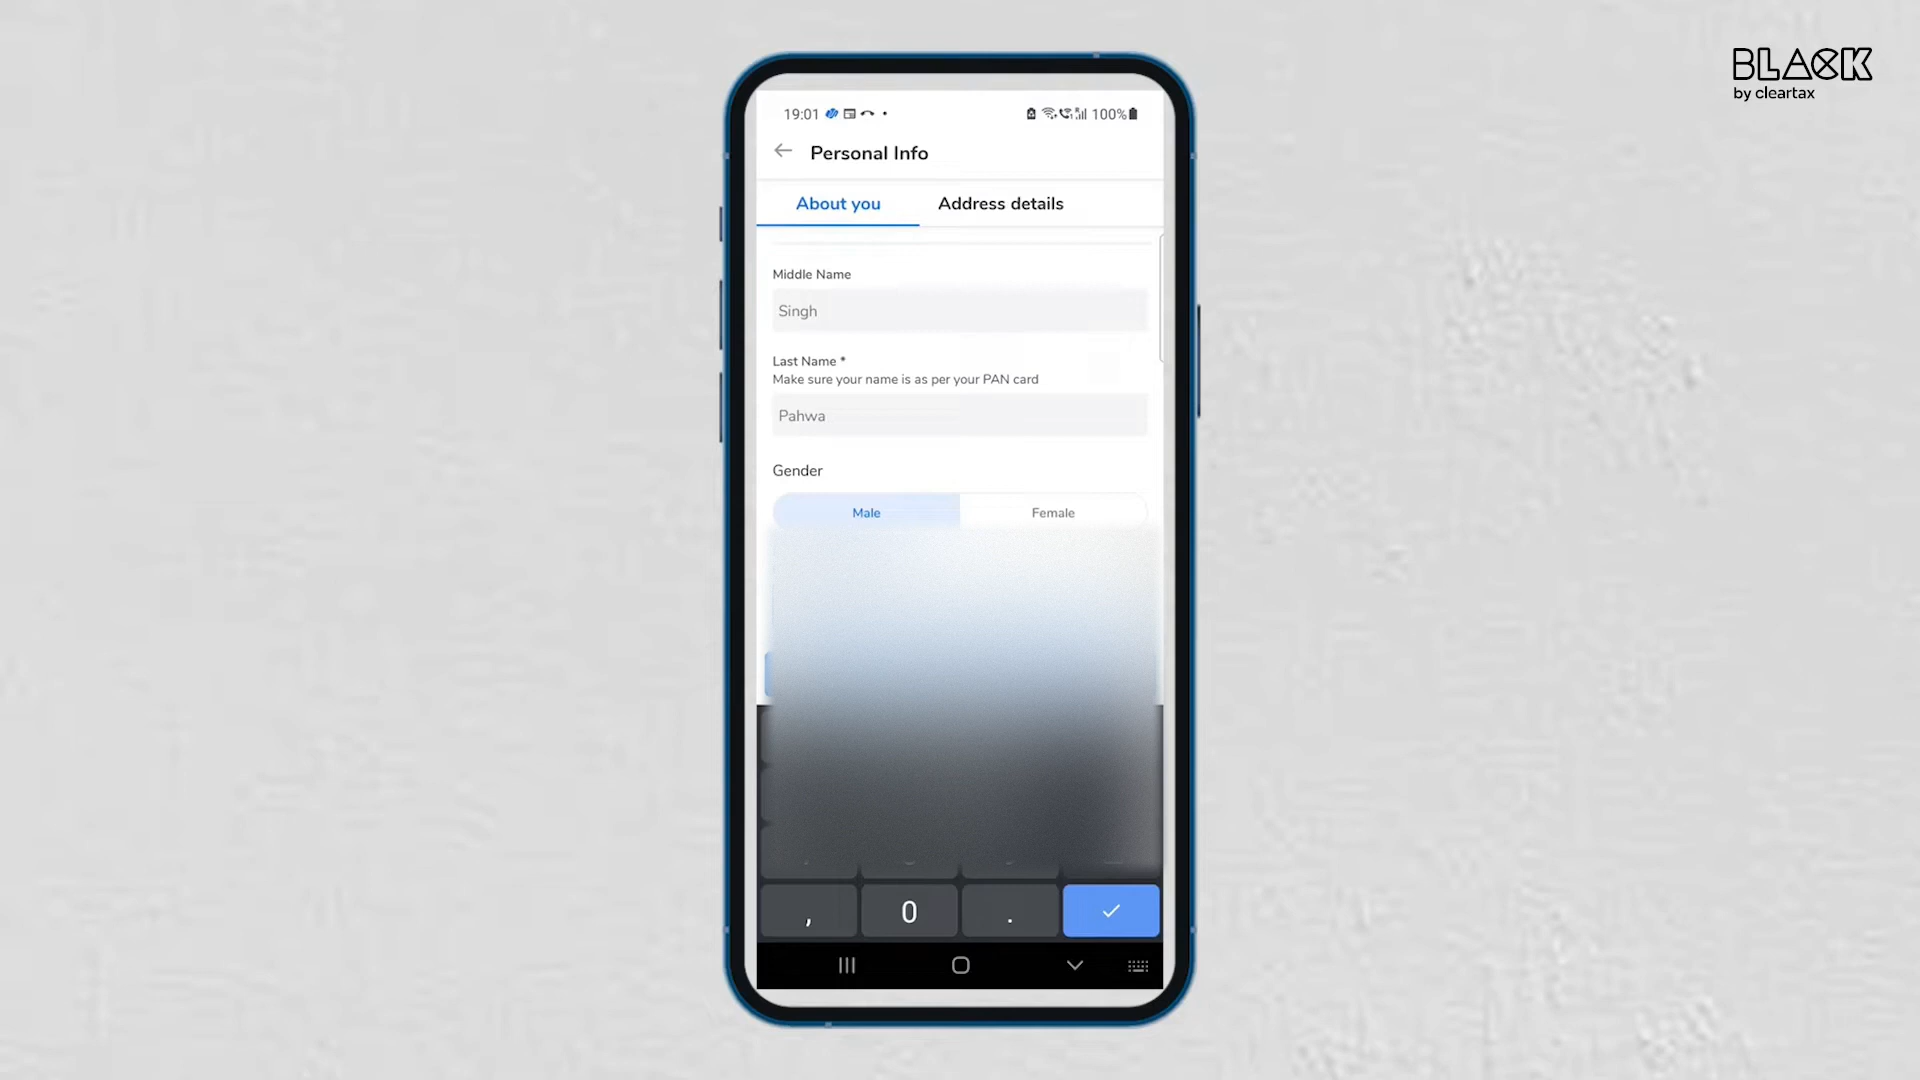 BLACK
by cleartax
19:01 100%
Personal Info
About you Address details
Middle Name
Singh
Last Name *
Make sure your name is as per your PAN card
Pahwa
Gender
Male Female
, 0 .